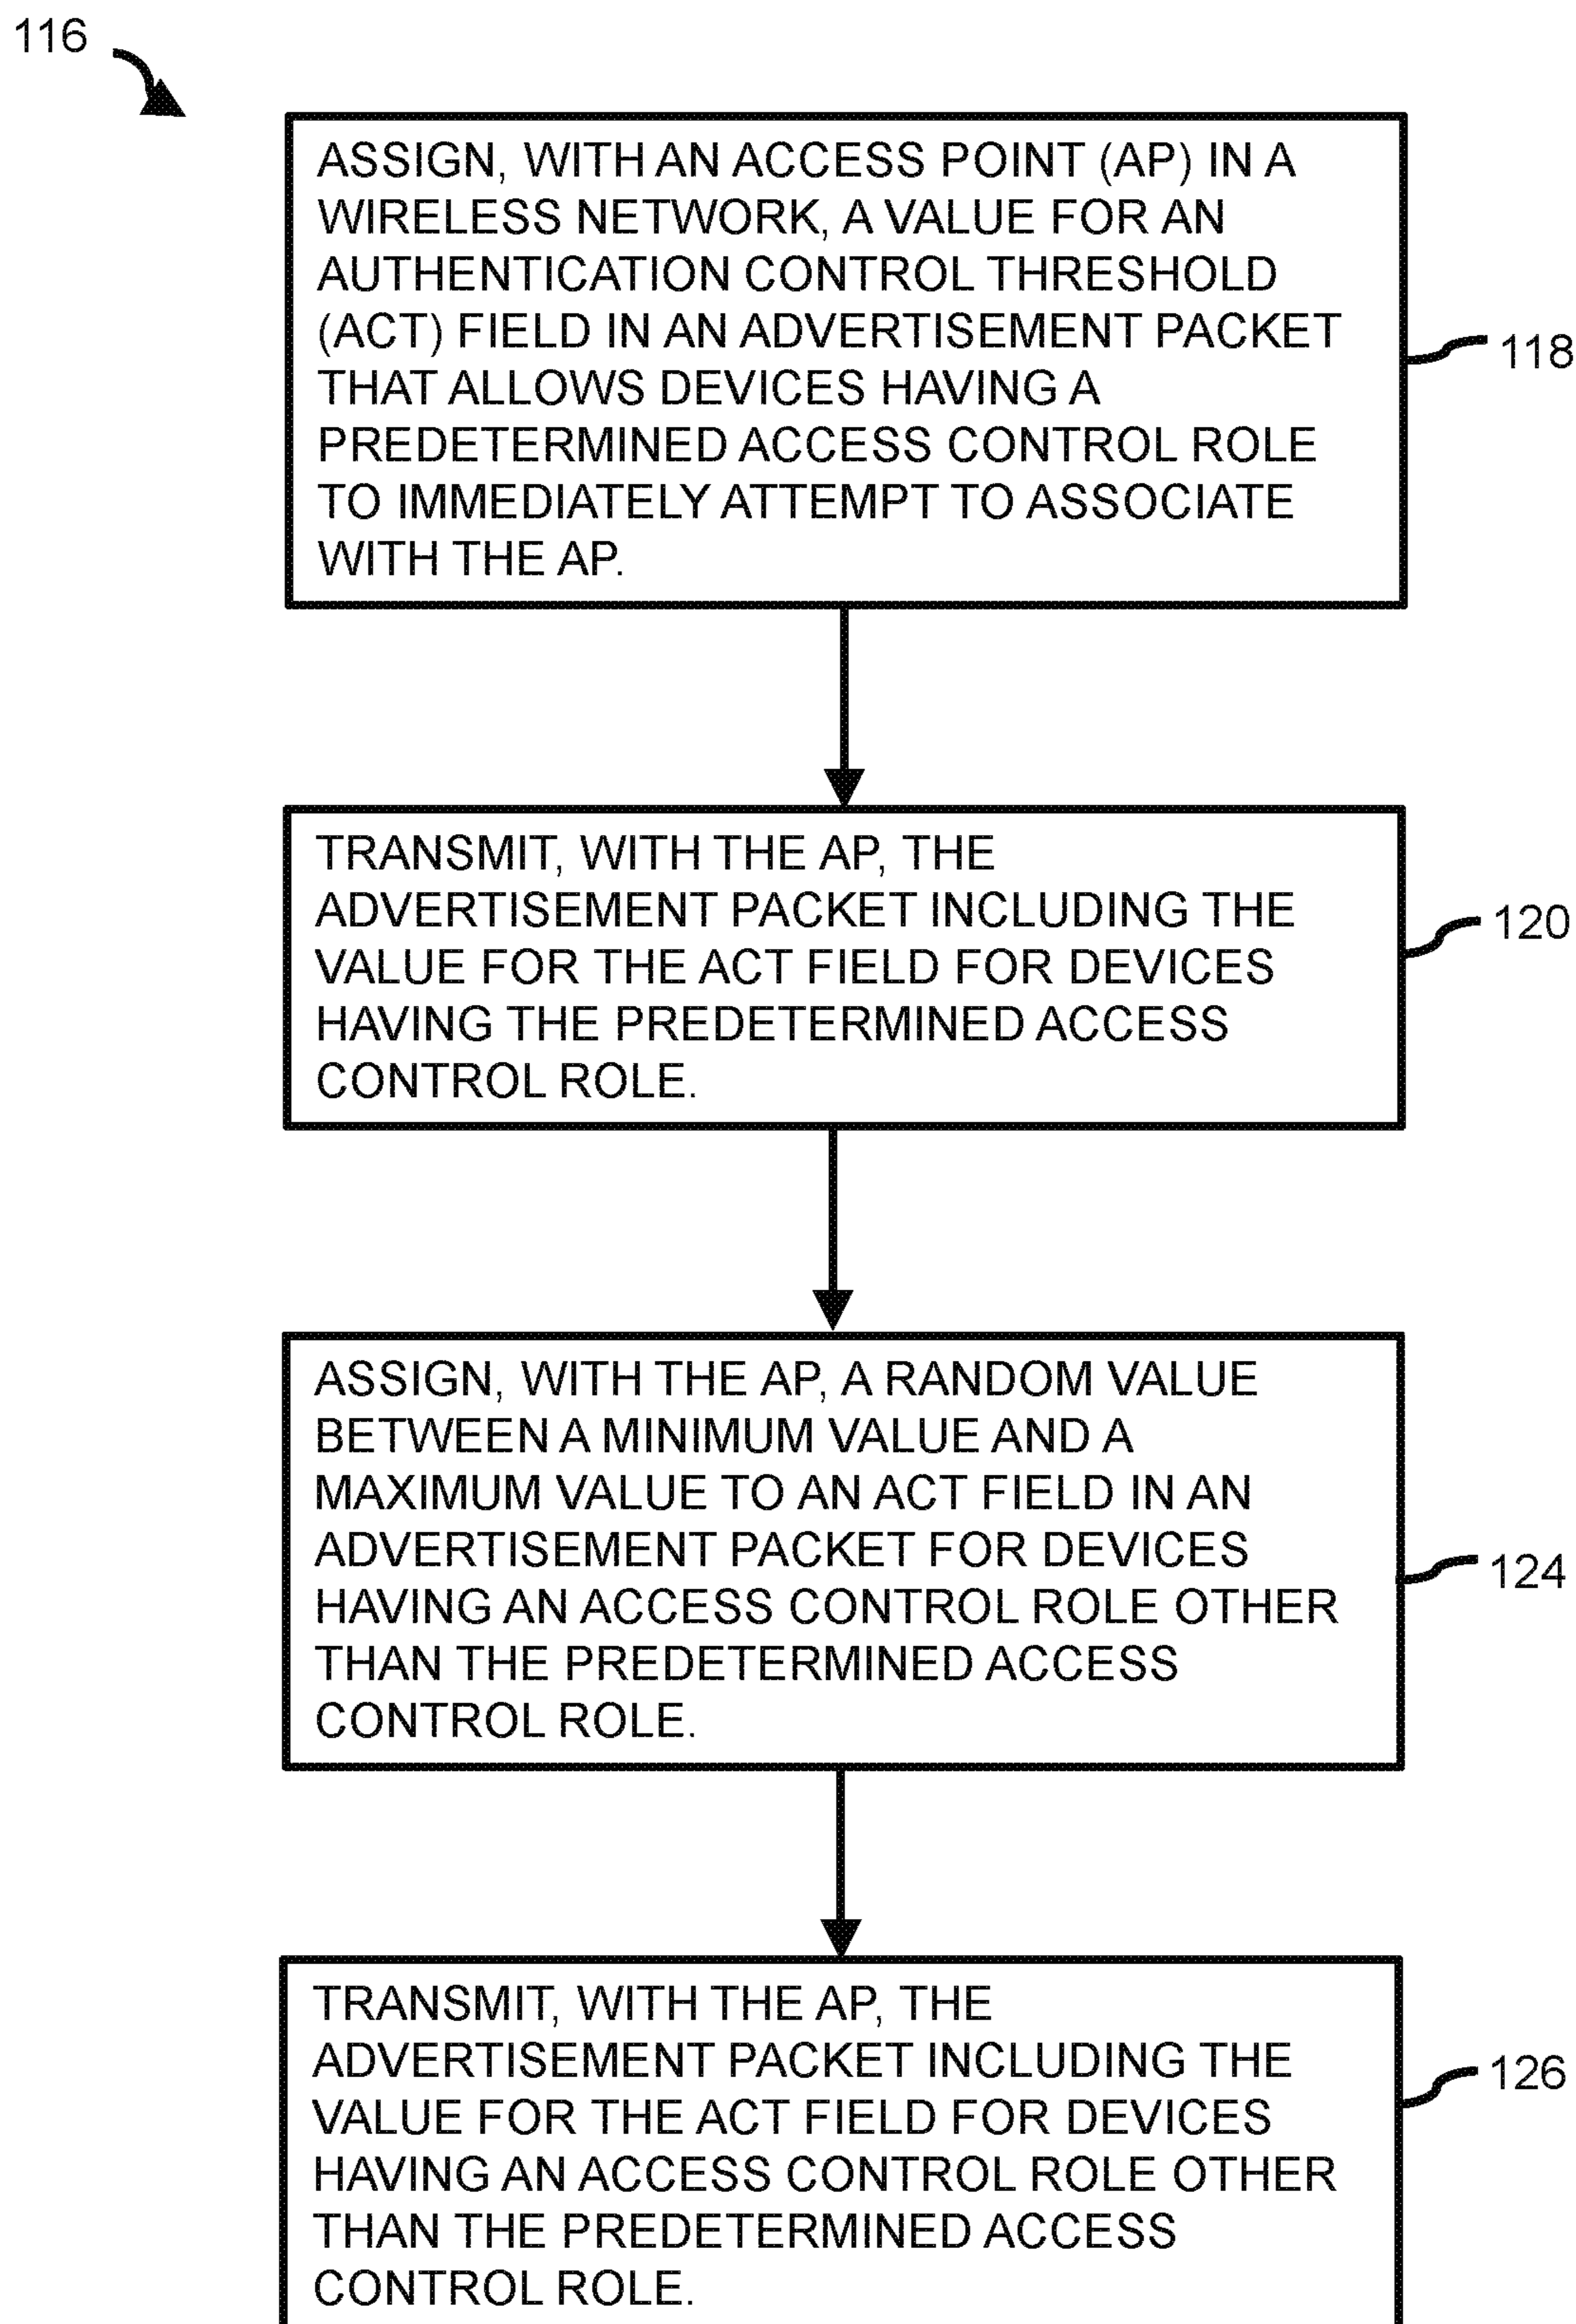 116
ASSIGN, WITH AN ACCESS POINT (AP) IN A
WIRELESS NETWORK, A VALUE FOR AN
AUTHENTICATION CONTROL THRESHOLD
(ACT) FIELD IN AN ADVERTISEMENT PACKET
THAT ALLOWS DEVICES HAVING A
PREDETERMINED ACCESS CONTROL ROLE
TO IMMEDIATELY ATTEMPT TO ASSOCIATE
WITH THE AP.
118
TRANSMIT, WITH THE AP, THE
ADVERTISEMENT PACKET INCLUDING THE
VALUE FOR THE ACT FIELD FOR DEVICES
HAVING THE PREDETERMINED ACCESS
CONTROL ROLE.
120
ASSIGN, WITH THE AP, A RANDOM VALUE
BETWEEN A MINIMUM VALUE AND A
MAXIMUM VALUE TO AN ACT FIELD IN AN
ADVERTISEMENT PACKET FOR DEVICES
HAVING AN ACCESS CONTROL ROLE OTHER
THAN THE PREDETERMINED ACCESS
CONTROL ROLE.
124
TRANSMIT, WITH THE AP, THE
ADVERTISEMENT PACKET INCLUDING THE
VALUE FOR THE ACT FIELD FOR DEVICES
HAVING AN ACCESS CONTROL ROLE OTHER
THAN THE PREDETERMINED ACCESS
CONTROL ROLE.
126